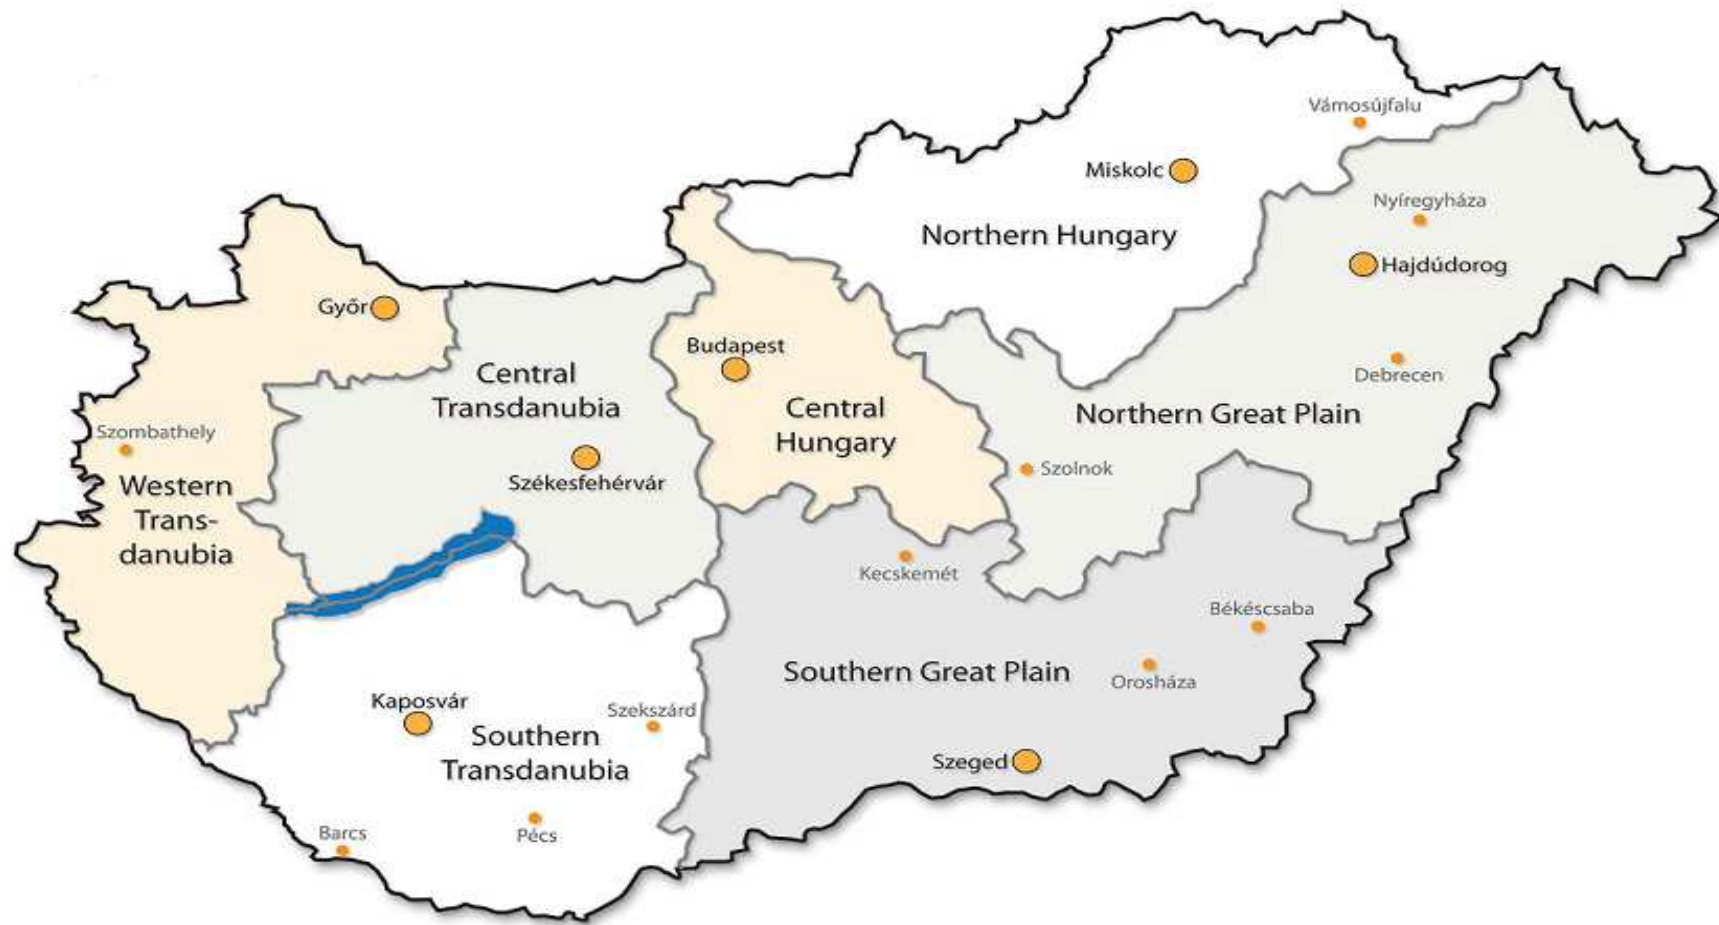 Vámosújfalu
Miskolc
Nyíregyháza
Northern Hungary
Hajdúdorog
Győr
Budapest
Central
Transdanubia
Debrecen
Central
Hungary
Northern Great Plain
Szombathely
Szolnok
Székesfehérvár
Western
Trans-
danubia
Kecskemét
Békéscsaba
Southern Great Plain
Orosháza
Kaposvár
Szekszárd
Southern
Transdanubia
Szeged
Barcs
Pécs